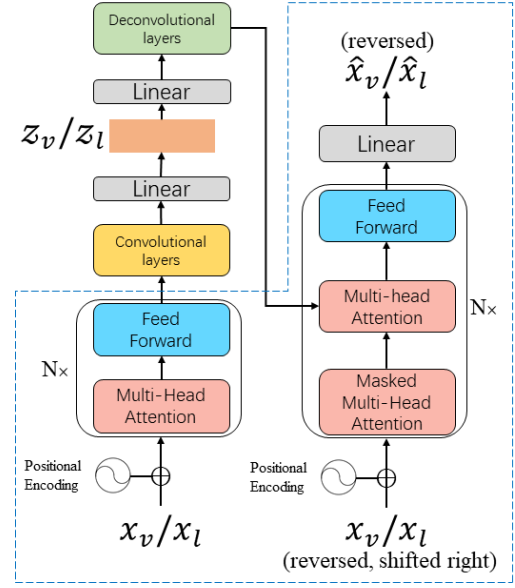 Deconvolutional
layers
Linear
z_v/z_l
Linear
Convolutional
layers
Feed
Forward
N×
Multi-Head
Attention
Positional
Encoding
x_v/x_l
(reversed)
x̂_v/x̂_l
Linear
Feed
Forward
Multi-head
Attention
N×
Masked
Multi-Head
Attention
Positional
Encoding
x_v/x_l
(reversed, shifted right)